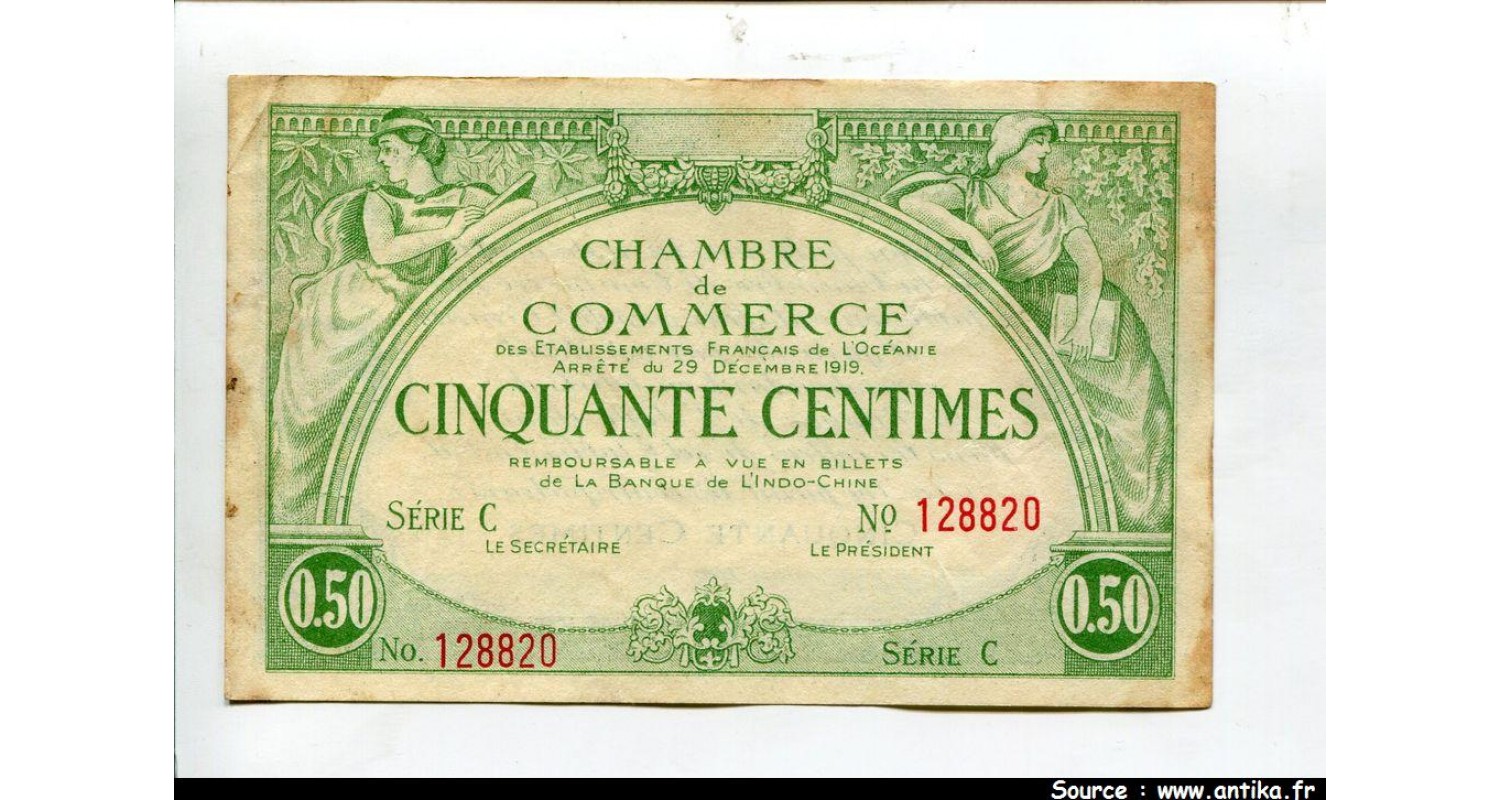 CHAMBRE
de
COMMERCE
DES ETABLISSEMENTS FRANÇAIS de L'OCÉANIE
ARRÊTÉ du 29 DÉCEMBRE 1919.
CINQUANTE CENTIMES
REMBOURSABLE A VUE EN BILLETS
de LA BANQUE de L'INDO-CHINE
SÉRIE C Nº 128820
LE SECRÉTAIRE LE PRÉSIDENT
0.50 0.50
No. 128820 SÉRIE C
Source : www.antika.fr